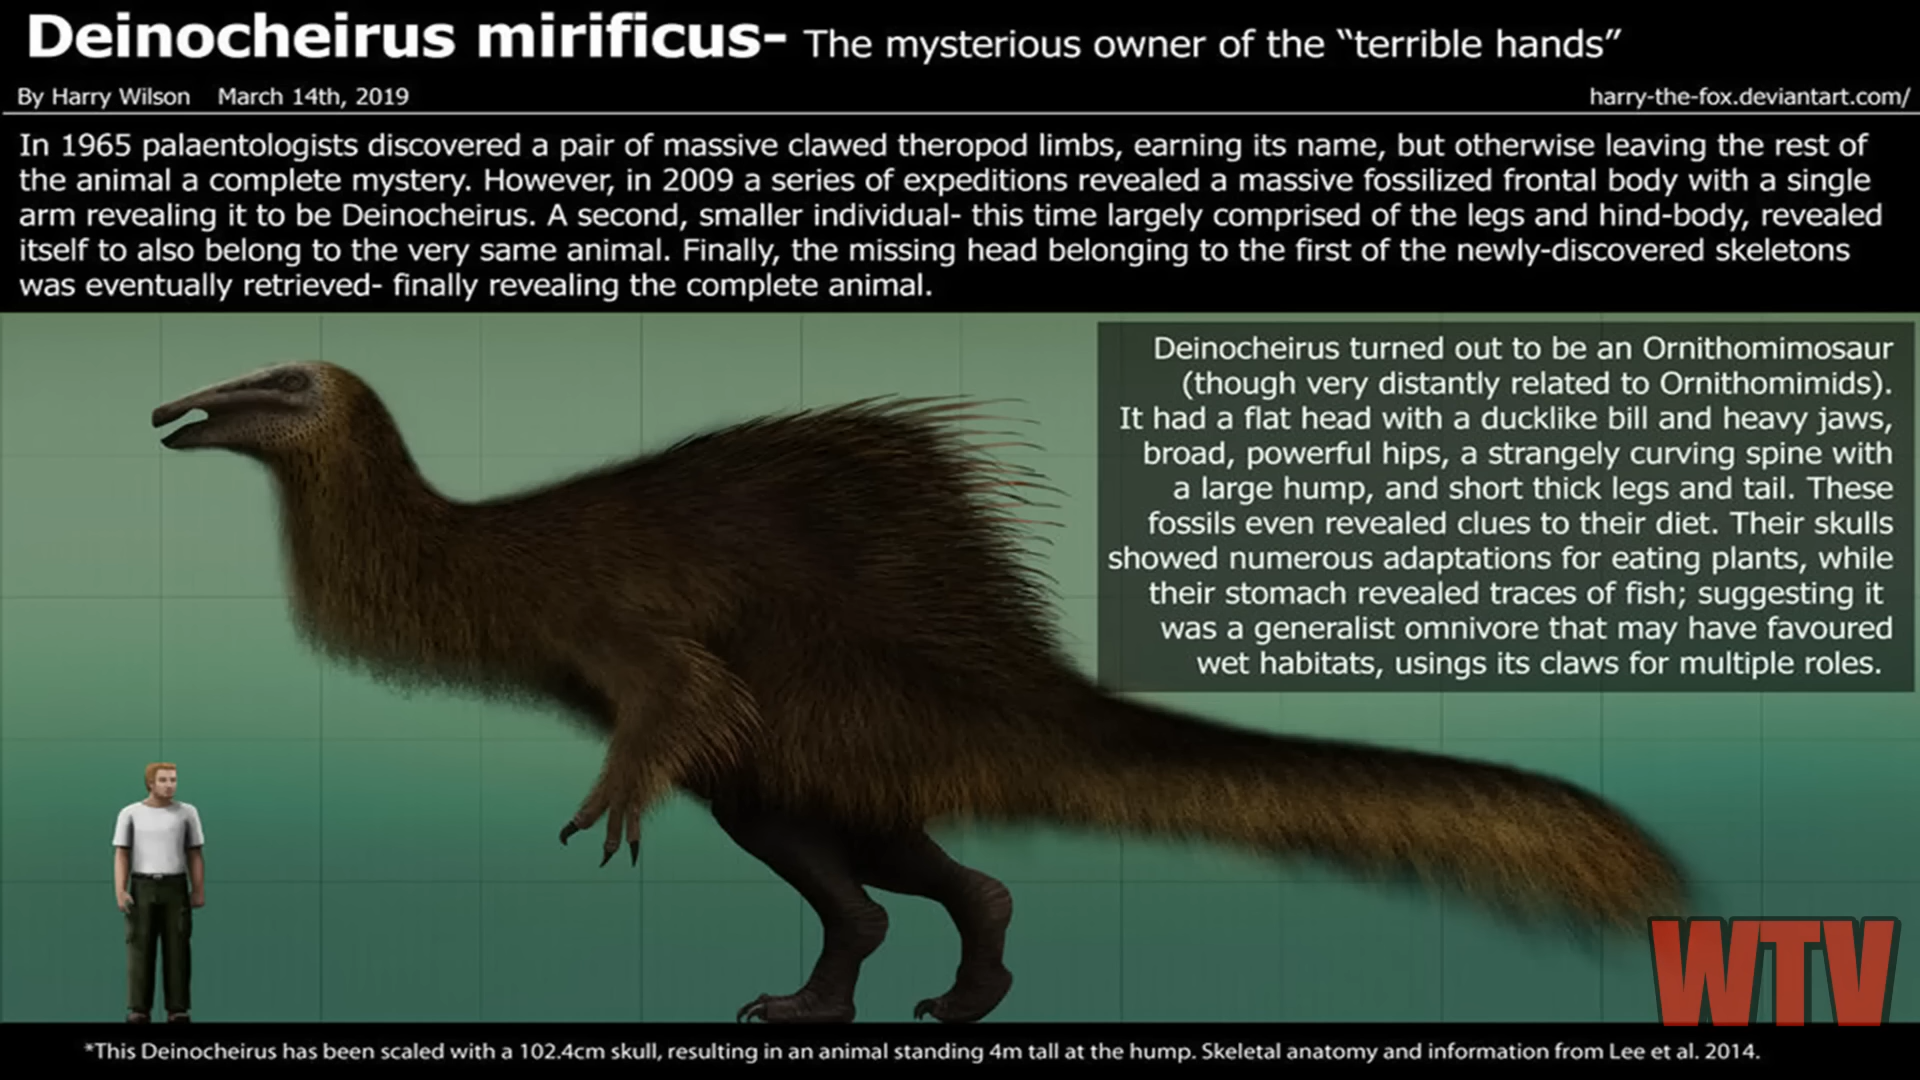 Deinocheirus mirificus- The mysterious owner of the “terrible hands”
By Harry Wilson March 14th, 2019 harry-the-fox.deviantart.com/
In 1965 palaentologists discovered a pair of massive clawed theropod limbs, earning its name, but otherwise leaving the rest of
the animal a complete mystery. However, in 2009 a series of expeditions revealed a massive fossilized frontal body with a single
arm revealing it to be Deinocheirus. A second, smaller individual- this time largely comprised of the legs and hind-body, revealed
itself to also belong to the very same animal. Finally, the missing head belonging to the first of the newly-discovered skeletons
was eventually retrieved- finally revealing the complete animal.
Deinocheirus turned out to be an Ornithomimosaur
(though very distantly related to Ornithomimids).
It had a flat head with a ducklike bill and heavy jaws,
broad, powerful hips, a strangely curving spine with
a large hump, and short thick legs and tail. These
fossils even revealed clues to their diet. Their skulls
showed numerous adaptations for eating plants, while
their stomach revealed traces of fish; suggesting it
was a generalist omnivore that may have favoured
wet habitats, usings its claws for multiple roles.
WTV
*This Deinocheirus has been scaled with a 102.4cm skull, resulting in an animal standing 4m tall at the hump. Skeletal anatomy and information from Lee et al. 2014.